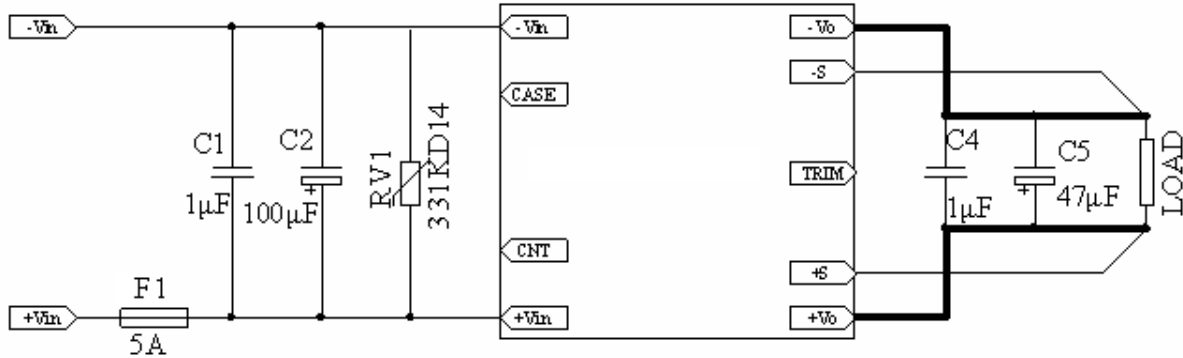 -Vin
C1
1μF
C2
+
100μF
RV1
331KD14
F1
5A
+Vin
-Vin
CASE
CNT
+Vin
-Vo
-S
TRIM
+S
+Vo
C4
1μF
C5
+
47μF
LOAD